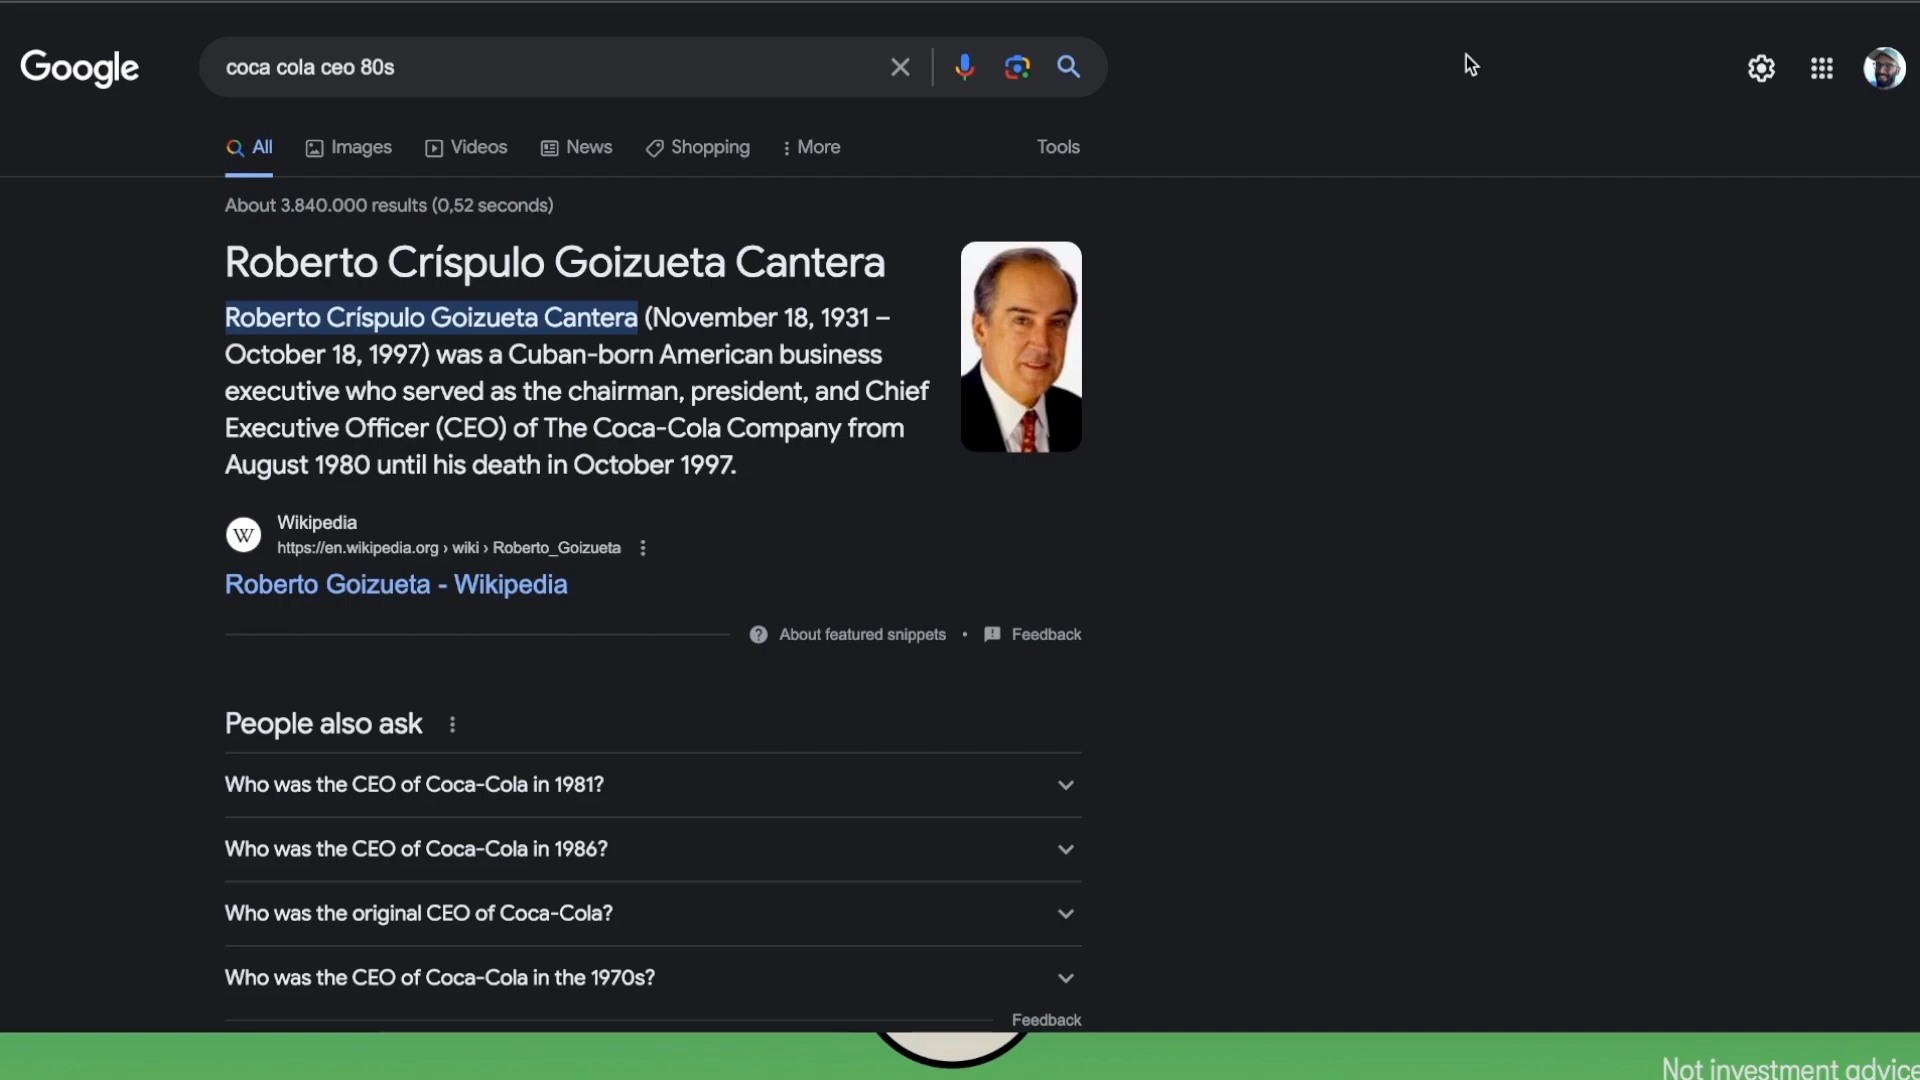 Google
coca cola ceo 80s
All
Images
Videos
News
Shopping
More
Tools
About 3.840.000 results (0,52 seconds)
Roberto Críspulo Goizueta Cantera
Roberto Críspulo Goizueta Cantera (November 18, 1931 –
October 18, 1997) was a Cuban-born American business
executive who served as the chairman, president, and Chief
Executive Officer (CEO) of The Coca-Cola Company from
August 1980 until his death in October 1997.
W
Wikipedia
https://en.wikipedia.org › wiki › Roberto_Goizueta
Roberto Goizueta - Wikipedia
About featured snippets • Feedback
People also ask
Who was the CEO of Coca-Cola in 1981?
Who was the CEO of Coca-Cola in 1986?
Who was the original CEO of Coca-Cola?
Who was the CEO of Coca-Cola in the 1970s?
Feedback
Not investment advice